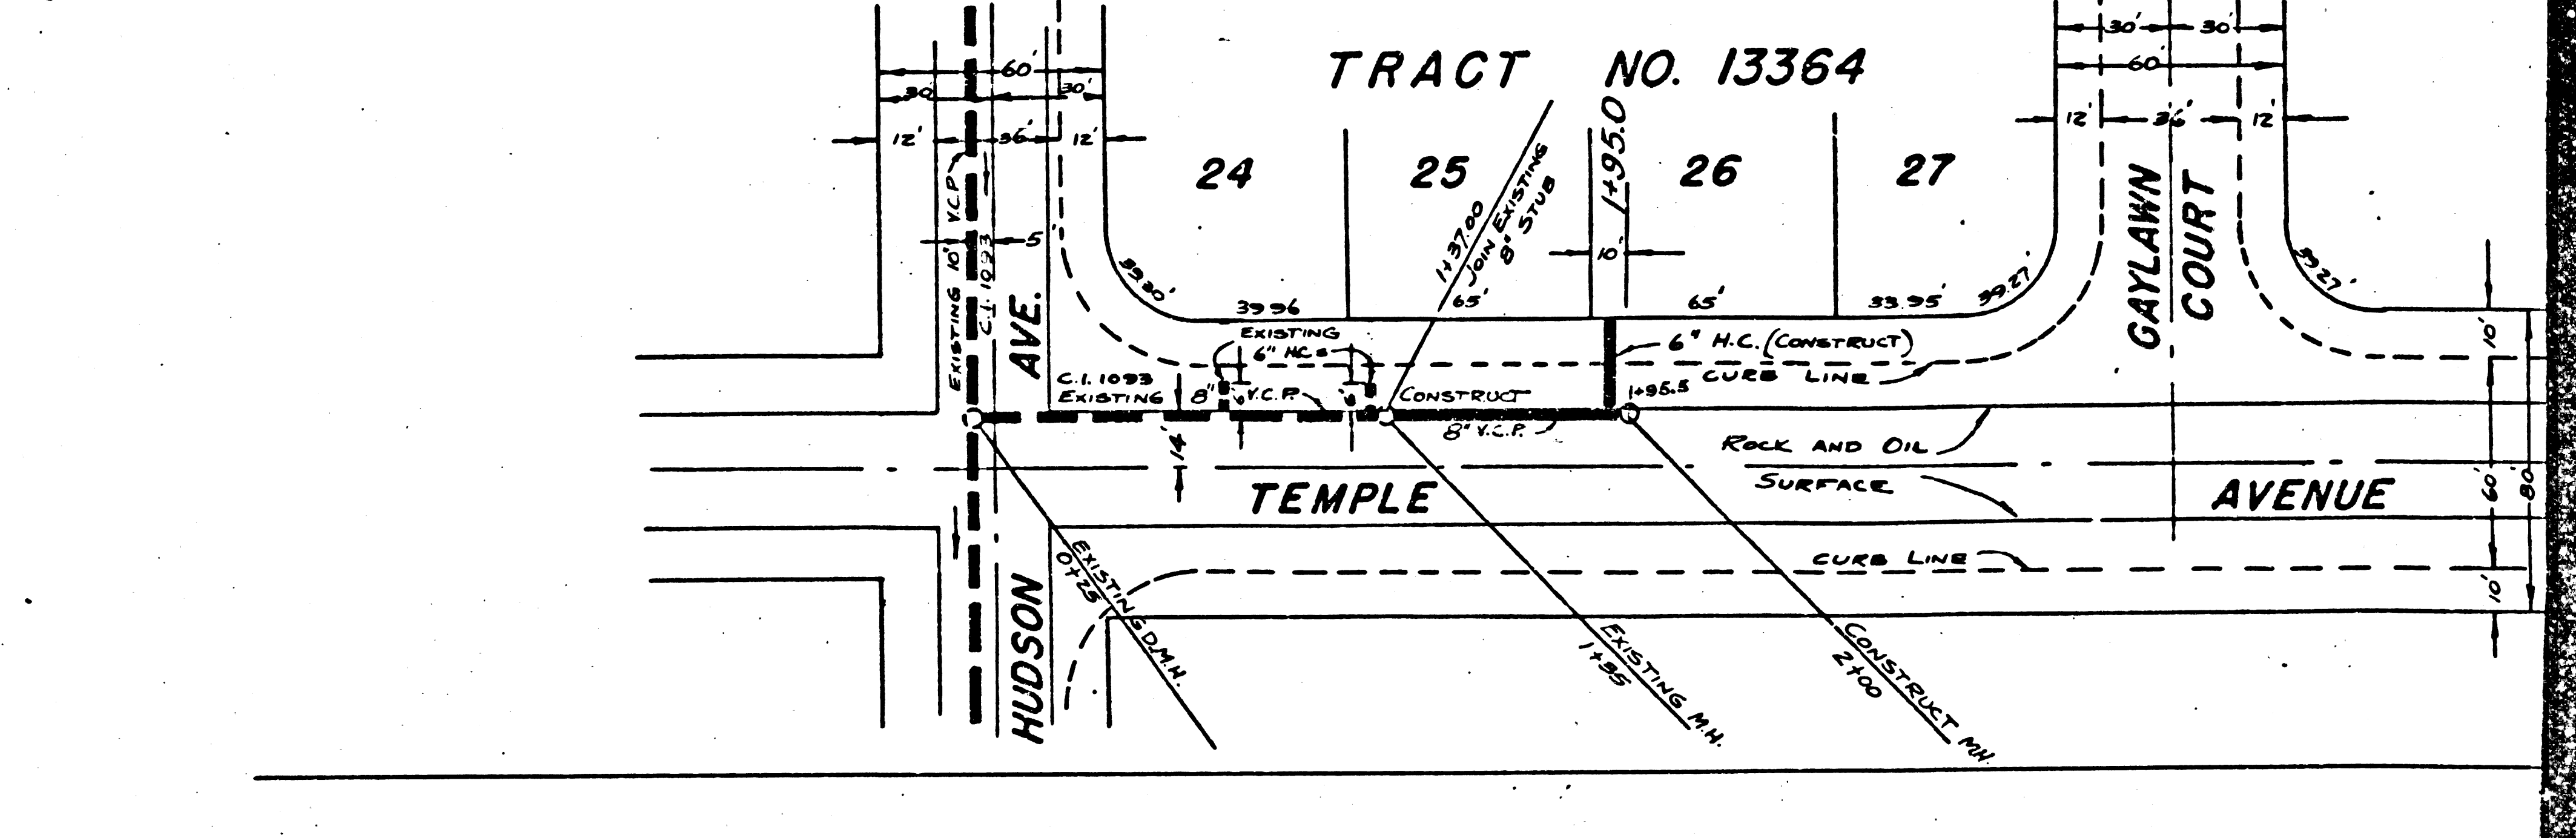 TRACT NO. 13364
60'
30
30'
12'
36'
12'
30'
30'
60'
12'
36'
12'
24
25
26
27
1+95.0
1+37.00
JOIN EXISTING
8" STUB
EXISTING 10" V.C.P.
C.I. 1093
5'
AVE.
GAYLAWN
COURT
39.30'
39.96
65'
10'
65'
33.95'
39.27'
39.27'
EXISTING
6" H.C.s
6" H.C. (CONSTRUCT)
CURB LINE
C.I. 1093
EXISTING 8" V.C.P.
6'
6'
CONSTRUCT
1+95.5
8" V.C.P.
14'
ROCK AND OIL
SURFACE
TEMPLE
AVENUE
10'
60'
80'
10'
CURB LINE
HUDSON
EXISTING D.M.H.
0+25
EXISTING M.H.
1+35
CONSTRUCT M.H.
2+00